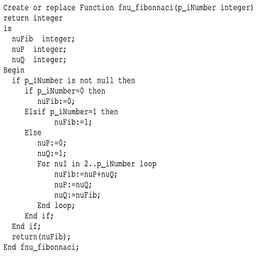 Create or replace Function fnu_fibonnaci(p_iNumber integer)
return integer
is
  nuFib  integer;
  nuP  integer;
  nuQ  integer;
Begin
  if p_iNumber is not null then
     if p_iNumber=0 then
        nuFib:=0;
     Elsif p_iNumber=1 then
           nuFib:=1;
     Else
        nuP:=0;
        nuQ:=1;
        For nuI in 2..p_iNumber loop
            nuFib:=nuP+nuQ;
            nuP:=nuQ;
            nuQ:=nuFib;
        End loop;
     End if;
  End if;
  return(nuFib);
End fnu_fibonnaci;